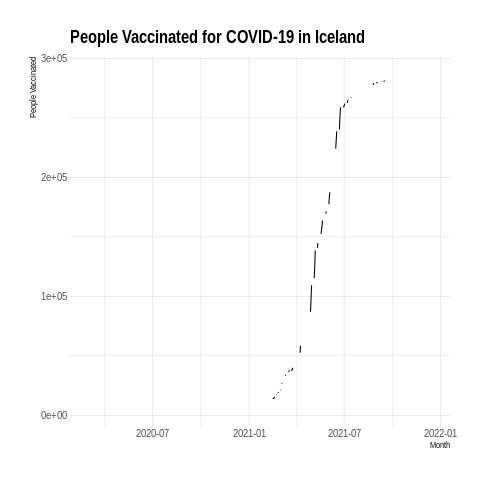 People Vaccinated for COVID-19 in Iceland
People Vaccinated
3e+05
2e+05
1e+05
0e+00
2020-07
2021-01
2021-07
2022-01
Month